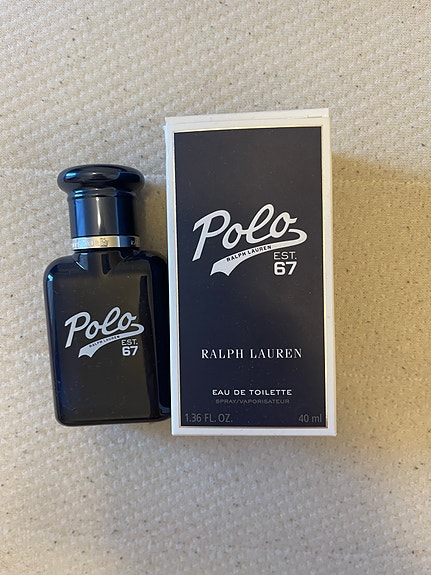 Polo
RALPH LAUREN
EST.
67
Polo
RALPH LAUREN
EST.
67
RALPH LAUREN
EAU DE TOILETTE
SPRAY/VAPORISATEUR
1.36 FL. OZ. 40 ml